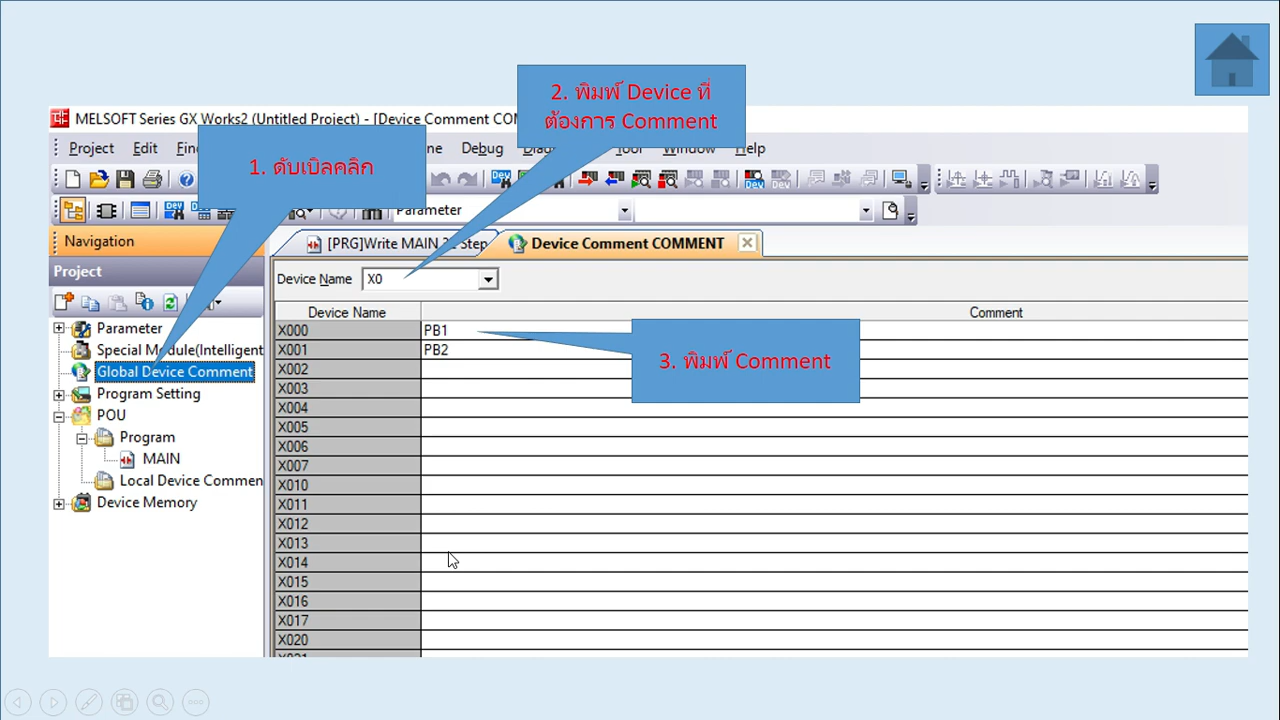 2. พิมพ์ Device ที่
ต้องการ Comment
MELSOFT Series GX Works2 (Untitled Project) - [Device Comment
1. ดับเบิลคลิก
Project Edit Debug Window Help
Parameter
Navigation
[PRG]Write MAIN Step
Device Comment COMMENT
Project
Device Name X0
Device Name Comment
Parameter
Special Module(Intelligent
Global Device Comment
Program Setting
POU
Program
MAIN
Local Device Commen
Device Memory
X000 PB1
X001 PB2
X002
X003
X004
X005
X006
X007
X010
X011
X012
X013
X014
X015
X016
X017
X020
3. พิมพ์ Comment